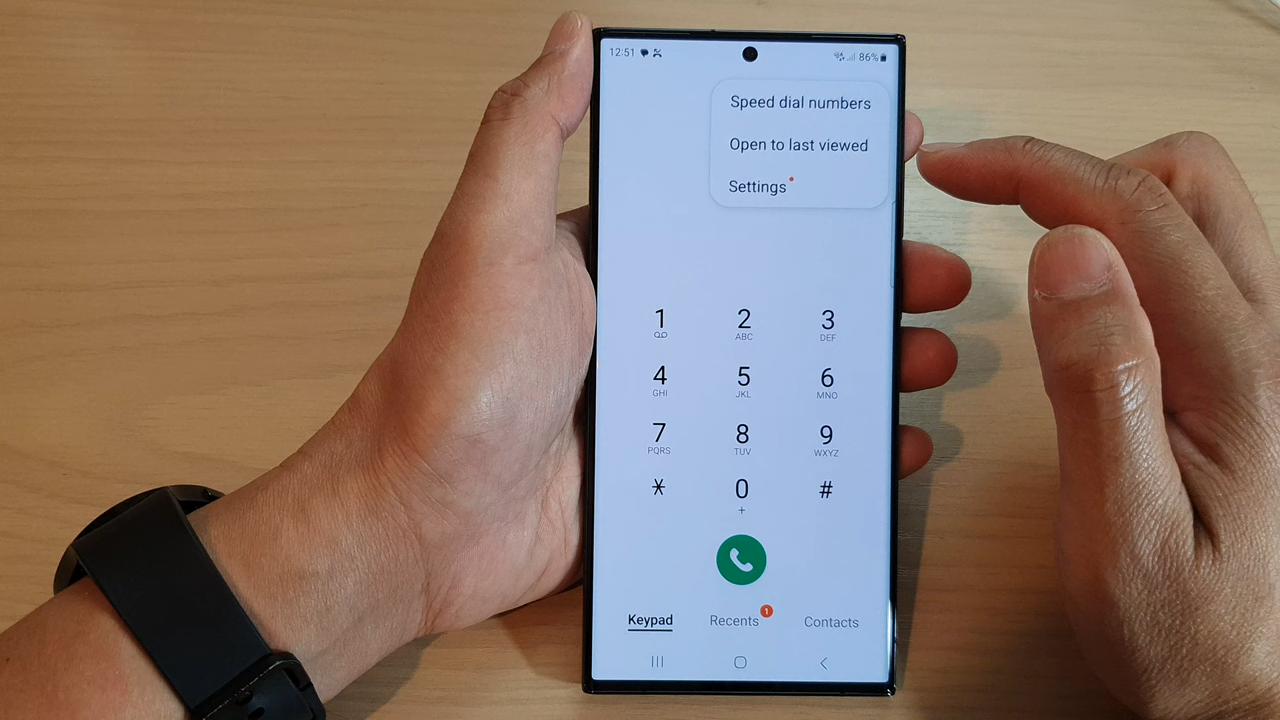 12:51 86%
Speed dial numbers
Open to last viewed
Settings
1 2 3
ABC DEF
4 5 6
GHI JKL MNO
7 8 9
PQRS TUV WXYZ
* 0 #
+
Keypad Recents 1 Contacts